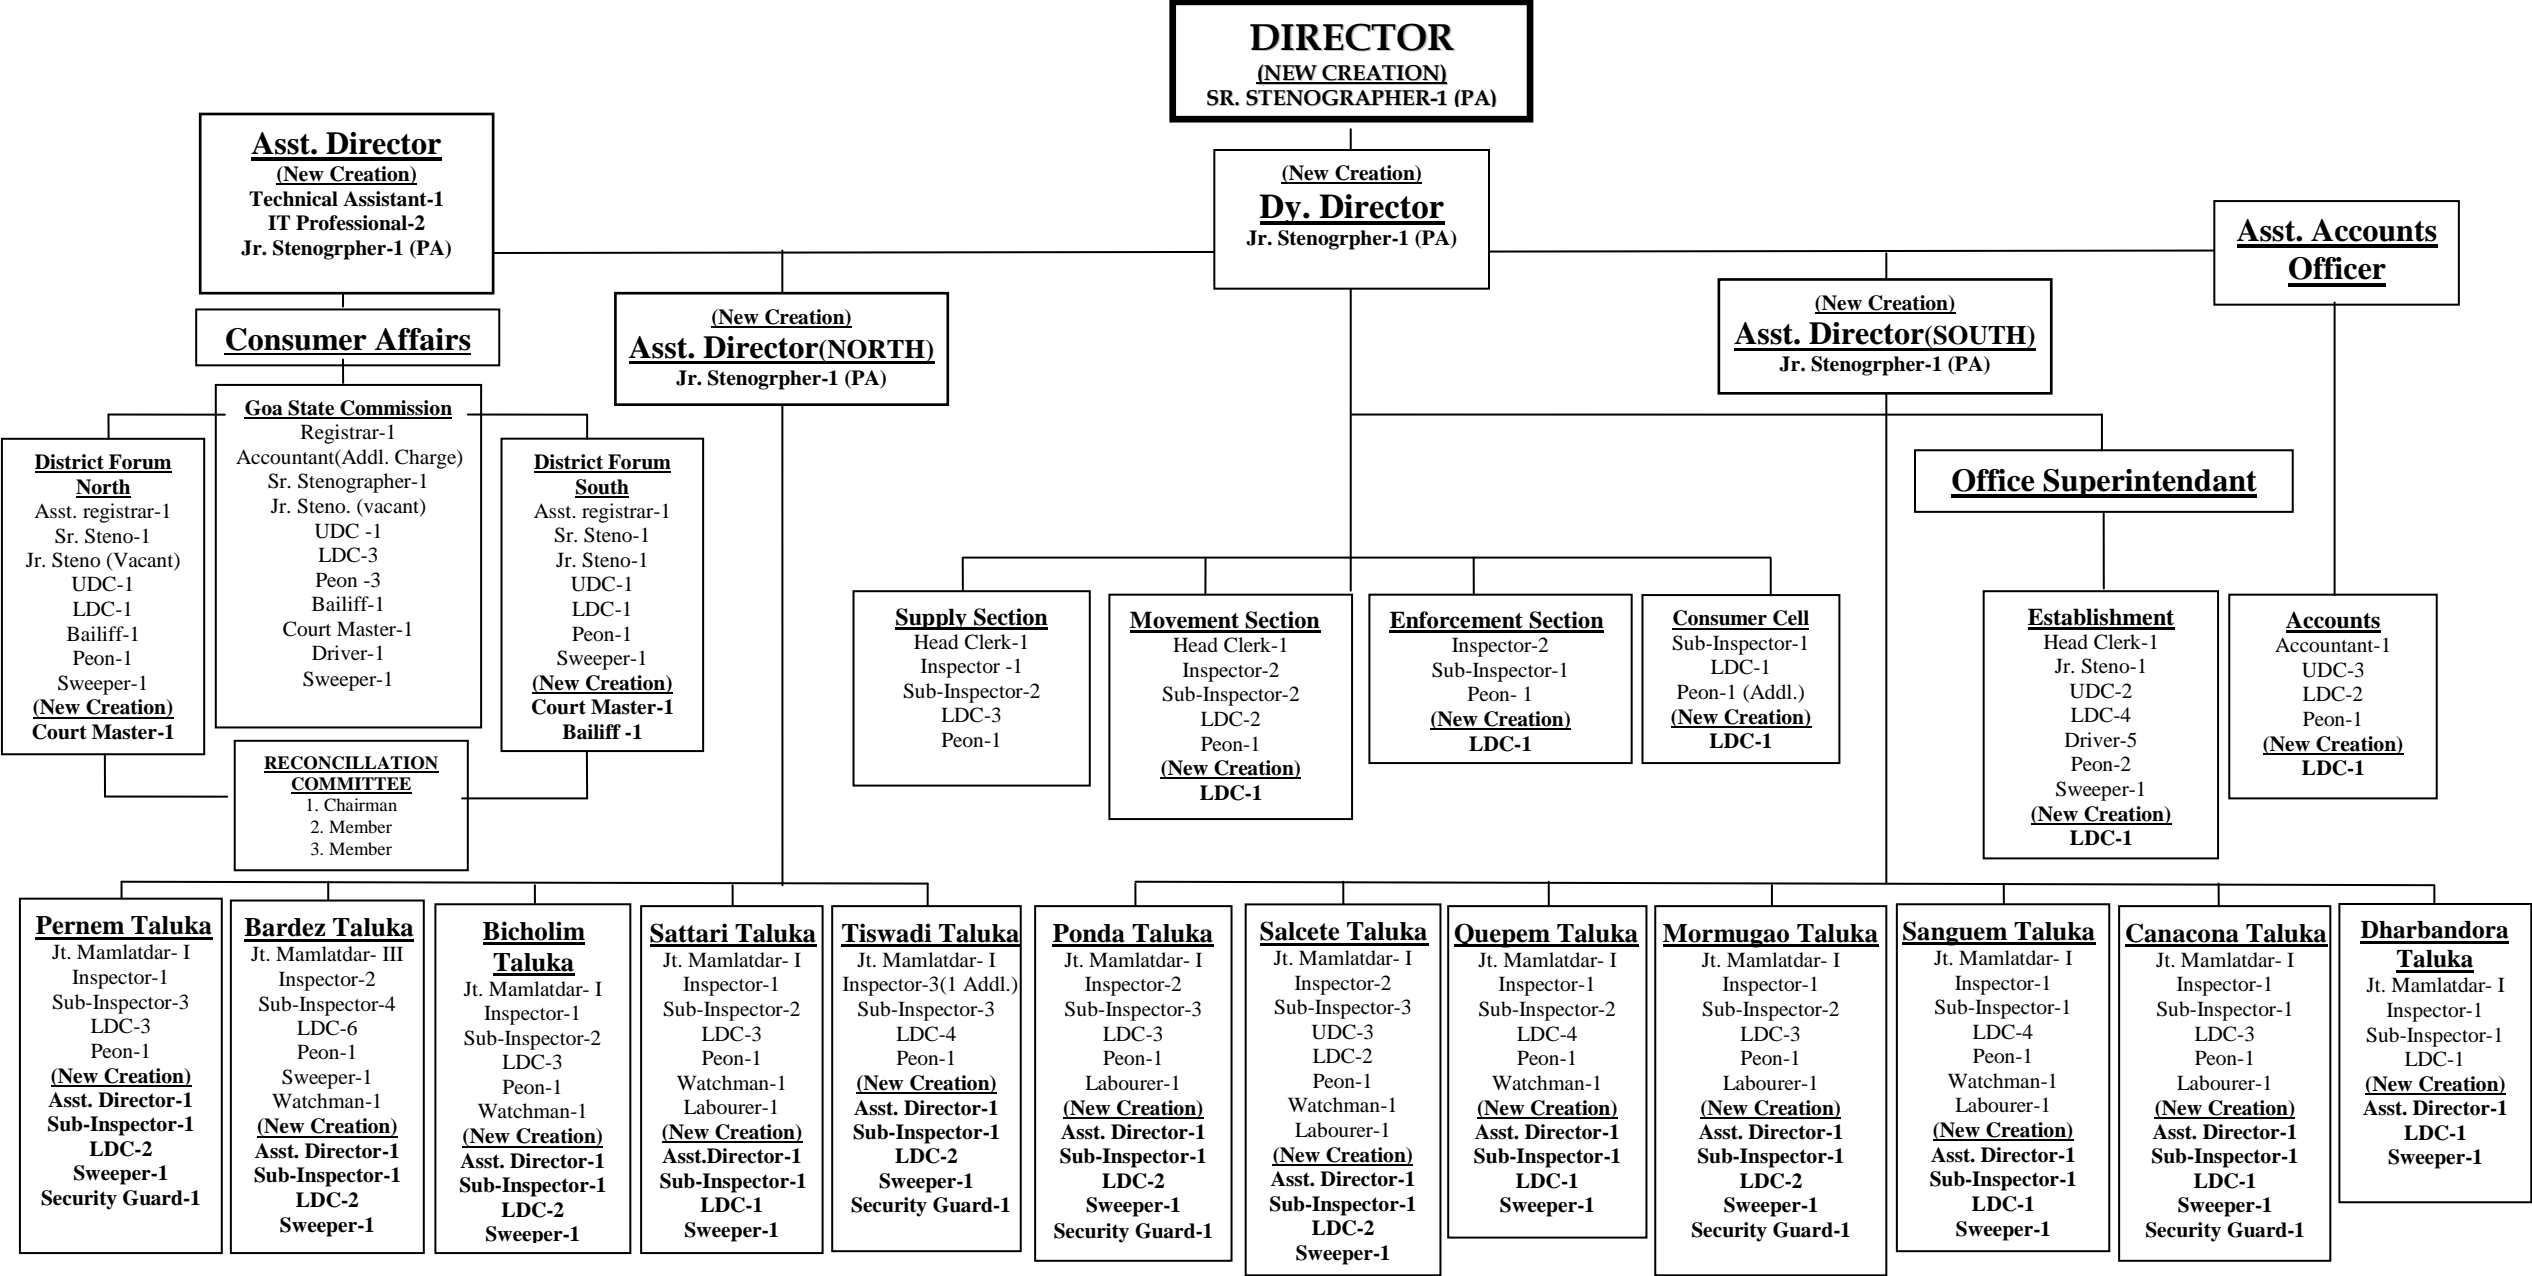 DIRECTOR
(NEW CREATION)
SR. STENOGRAPHER-1 (PA)
Asst. Director
(New Creation)
Technical Assistant-1
IT Professional-2
Jr. Stenogrpher-1 (PA)
(New Creation)
Dy. Director
Jr. Stenogrpher-1 (PA)
Asst. Accounts
Officer
Consumer Affairs
(New Creation)
Asst. Director(NORTH)
Jr. Stenogrpher-1 (PA)
(New Creation)
Asst. Director(SOUTH)
Jr. Stenogrpher-1 (PA)
District Forum
North
Asst. registrar-1
Sr. Steno-1
Jr. Steno (Vacant)
UDC-1
LDC-1
Bailiff-1
Peon-1
Sweeper-1
(New Creation)
Court Master-1
Goa State Commission
Registrar-1
Accountant(Addl. Charge)
Sr. Stenographer-1
Jr. Steno. (vacant)
UDC -1
LDC-3
Peon -3
Bailiff-1
Court Master-1
Driver-1
Sweeper-1
District Forum
South
Asst. registrar-1
Sr. Steno-1
Jr. Steno-1
UDC-1
LDC-1
Peon-1
Sweeper-1
(New Creation)
Court Master-1
Bailiff -1
RECONCILLATION
COMMITTEE
1. Chairman
2. Member
3. Member
Office Superintendant
Supply Section
Head Clerk-1
Inspector -1
Sub-Inspector-2
LDC-3
Peon-1
Movement Section
Head Clerk-1
Inspector-2
Sub-Inspector-2
LDC-2
Peon-1
(New Creation)
LDC-1
Enforcement Section
Inspector-2
Sub-Inspector-1
Peon- 1
(New Creation)
LDC-1
Consumer Cell
Sub-Inspector-1
LDC-1
Peon-1 (Addl.)
(New Creation)
LDC-1
Establishment
Head Clerk-1
Jr. Steno-1
UDC-2
LDC-4
Driver-5
Peon-2
Sweeper-1
(New Creation)
LDC-1
Accounts
Accountant-1
UDC-3
LDC-2
Peon-1
(New Creation)
LDC-1
Pernem Taluka
Jt. Mamlatdar- I
Inspector-1
Sub-Inspector-3
LDC-3
Peon-1
(New Creation)
Asst. Director-1
Sub-Inspector-1
LDC-2
Sweeper-1
Security Guard-1
Bardez Taluka
Jt. Mamlatdar- III
Inspector-2
Sub-Inspector-4
LDC-6
Peon-1
Sweeper-1
Watchman-1
(New Creation)
Asst. Director-1
Sub-Inspector-1
LDC-2
Sweeper-1
Bicholim
Taluka
Jt. Mamlatdar- I
Inspector-1
Sub-Inspector-2
LDC-3
Peon-1
Watchman-1
(New Creation)
Asst. Director-1
Sub-Inspector-1
LDC-2
Sweeper-1
Sattari Taluka
Jt. Mamlatdar- I
Inspector-1
Sub-Inspector-2
LDC-3
Peon-1
Watchman-1
Labourer-1
(New Creation)
Asst.Director-1
Sub-Inspector-1
LDC-1
Sweeper-1
Tiswadi Taluka
Jt. Mamlatdar- I
Inspector-3(1 Addl.)
Sub-Inspector-3
LDC-4
Peon-1
(New Creation)
Asst. Director-1
Sub-Inspector-1
LDC-2
Sweeper-1
Security Guard-1
Ponda Taluka
Jt. Mamlatdar- I
Inspector-2
Sub-Inspector-3
LDC-3
Peon-1
Labourer-1
(New Creation)
Asst. Director-1
Sub-Inspector-1
LDC-2
Sweeper-1
Security Guard-1
Salcete Taluka
Jt. Mamlatdar- I
Inspector-2
Sub-Inspector-3
UDC-3
LDC-2
Peon-1
Watchman-1
Labourer-1
(New Creation)
Asst. Director-1
Sub-Inspector-1
LDC-2
Sweeper-1
Quepem Taluka
Jt. Mamlatdar- I
Inspector-1
Sub-Inspector-2
LDC-4
Peon-1
Watchman-1
(New Creation)
Asst. Director-1
Sub-Inspector-1
LDC-1
Sweeper-1
Mormugao Taluka
Jt. Mamlatdar- I
Inspector-1
Sub-Inspector-2
LDC-3
Peon-1
Labourer-1
(New Creation)
Asst. Director-1
Sub-Inspector-1
LDC-2
Sweeper-1
Security Guard-1
Sanguem Taluka
Jt. Mamlatdar- I
Inspector-1
Sub-Inspector-1
LDC-4
Peon-1
Watchman-1
Labourer-1
(New Creation)
Asst. Director-1
Sub-Inspector-1
LDC-1
Sweeper-1
Canacona Taluka
Jt. Mamlatdar- I
Inspector-1
Sub-Inspector-1
LDC-3
Peon-1
Labourer-1
(New Creation)
Asst. Director-1
Sub-Inspector-1
LDC-1
Sweeper-1
Security Guard-1
Dharbandora
Taluka
Jt. Mamlatdar- I
Inspector-1
Sub-Inspector-1
LDC-1
(New Creation)
Asst. Director-1
LDC-1
Sweeper-1